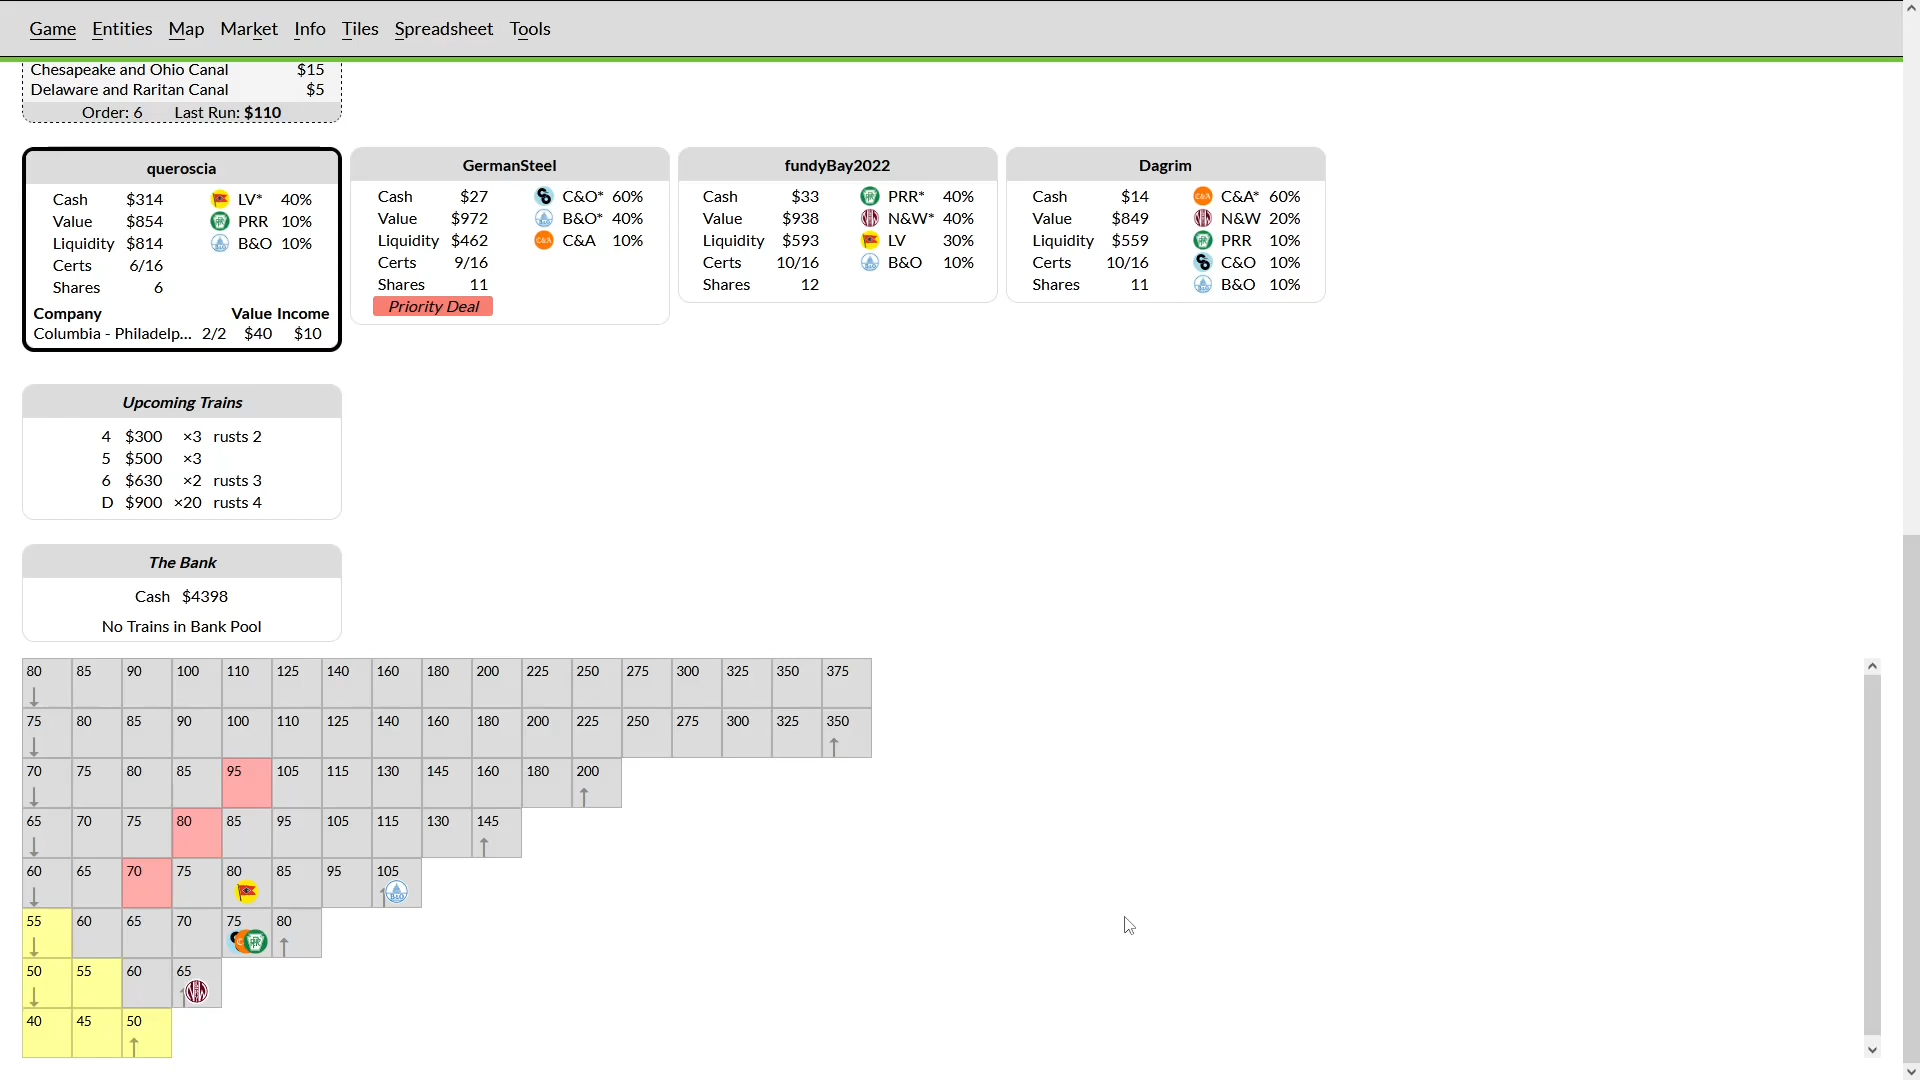 Game Entities Map Market Info Tiles Spreadsheet Tools
Chesapeake and Ohio Canal $15
Delaware and Raritan Canal $5
Order: 6 Last Run: $110
queroscia
Cash $314 LV* 40%
Value $854 PRR 10%
Liquidity $814 B&O 10%
Certs 6/16
Shares 6
Company Value Income
Columbia - Philadelp... 2/2 $40 $10
GermanSteel
Cash $27 C&O* 60%
Value $972 B&O* 40%
Liquidity $462 C&A C&A 10%
Certs 9/16
Shares 11
Priority Deal
fundyBay2022
Cash $33 PRR* 40%
Value $938 N&W* 40%
Liquidity $593 LV 30%
Certs 10/16 B&O 10%
Shares 12
Dagrim
Cash $14 C&A C&A* 60%
Value $849 N&W 20%
Liquidity $559 PRR 10%
Certs 10/16 C&O 10%
Shares 11 B&O 10%
Upcoming Trains
4 $300 ×3 rusts 2
5 $500 ×3
6 $630 ×2 rusts 3
D $900 ×20 rusts 4
The Bank
Cash $4398
No Trains in Bank Pool
80 85 90 100 110 125 140 160 180 200 225 250 275 300 325 350 375
75 80 85 90 100 110 125 140 160 180 200 225 250 275 300 325 350
70 75 80 85 95 105 115 130 145 160 180 200
65 70 75 80 85 95 105 115 130 145
60 65 70 75 80 85 95 105
B&O
55 60 65 70 75 80
50 55 60 65
40 45 50